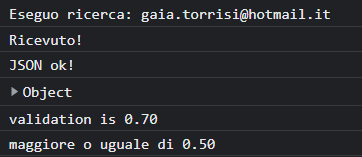 Eseguo ricerca: gaia.torrisi@hotmail.it
Ricevuto!
JSON ok!
Object
validation is 0.70
maggiore o uguale di 0.50